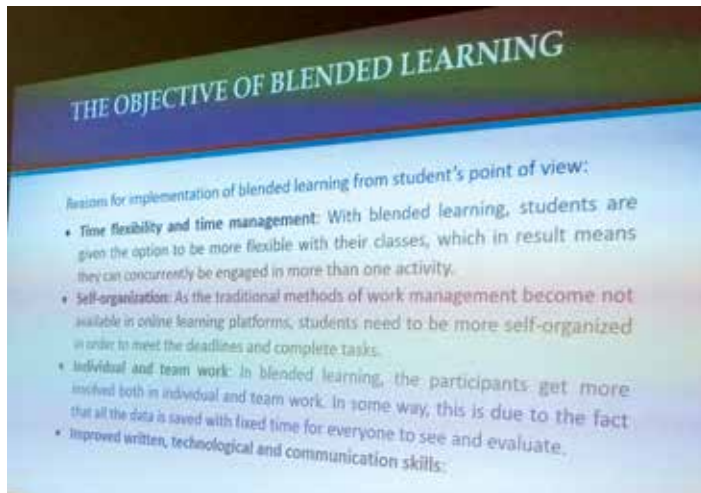 THE OBJECTIVE OF BLENDED LEARNING
Reasons for implementation of blended learning from student's point of view:
• Time flexibility and time management: With blended learning, students are
given the option to be more flexible with their classes, which in result means
they can concurrently be engaged in more than one activity.
• Self-organization: As the traditional methods of work management become not
available in online learning platforms, students need to be more self-organized
in order to meet the deadlines and complete tasks.
• Individual and team work: In blended learning, the participants get more
involved both in individual and team work. In some way, this is due to the fact
that all the data is saved with fixed time for everyone to see and evaluate.
• Improved written, technological and communication skills: